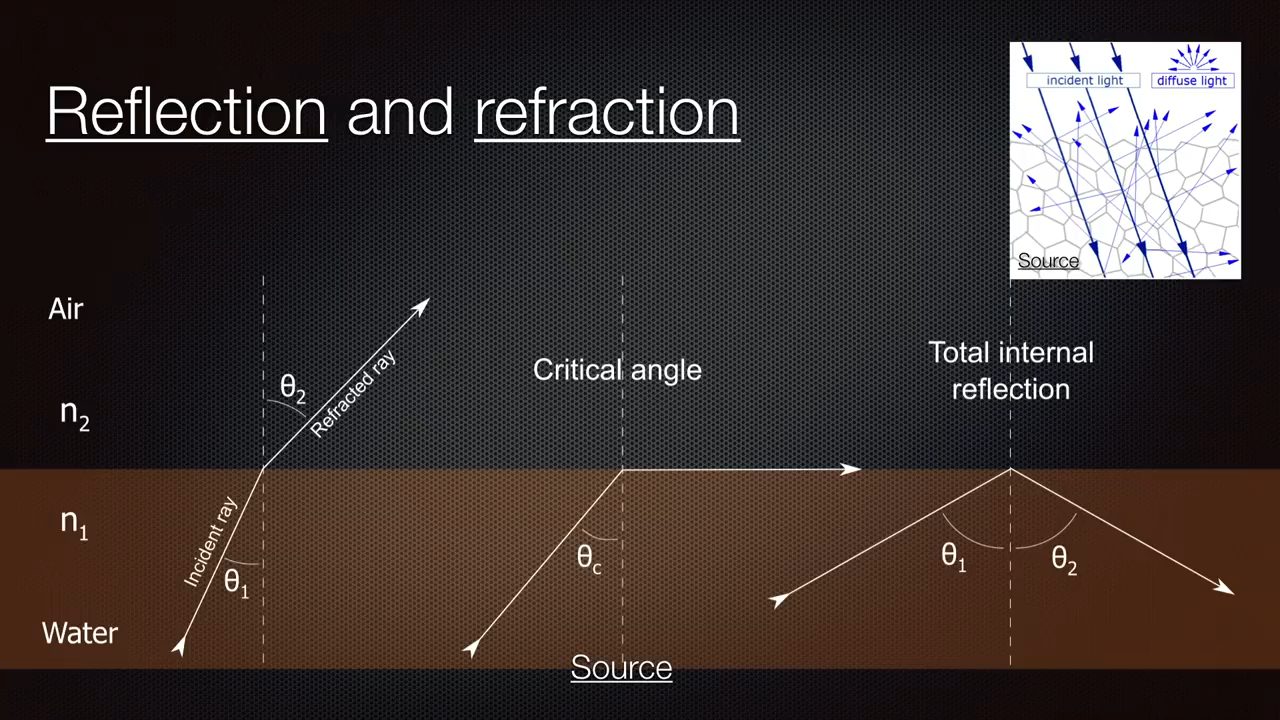 Reflection and refraction
incident light
diffuse light
Source
Air
n2
θ2
Refracted ray
Critical angle
Total internal
reflection
n1
Incident ray
θ1
θc
θ1
θ2
Water
Source